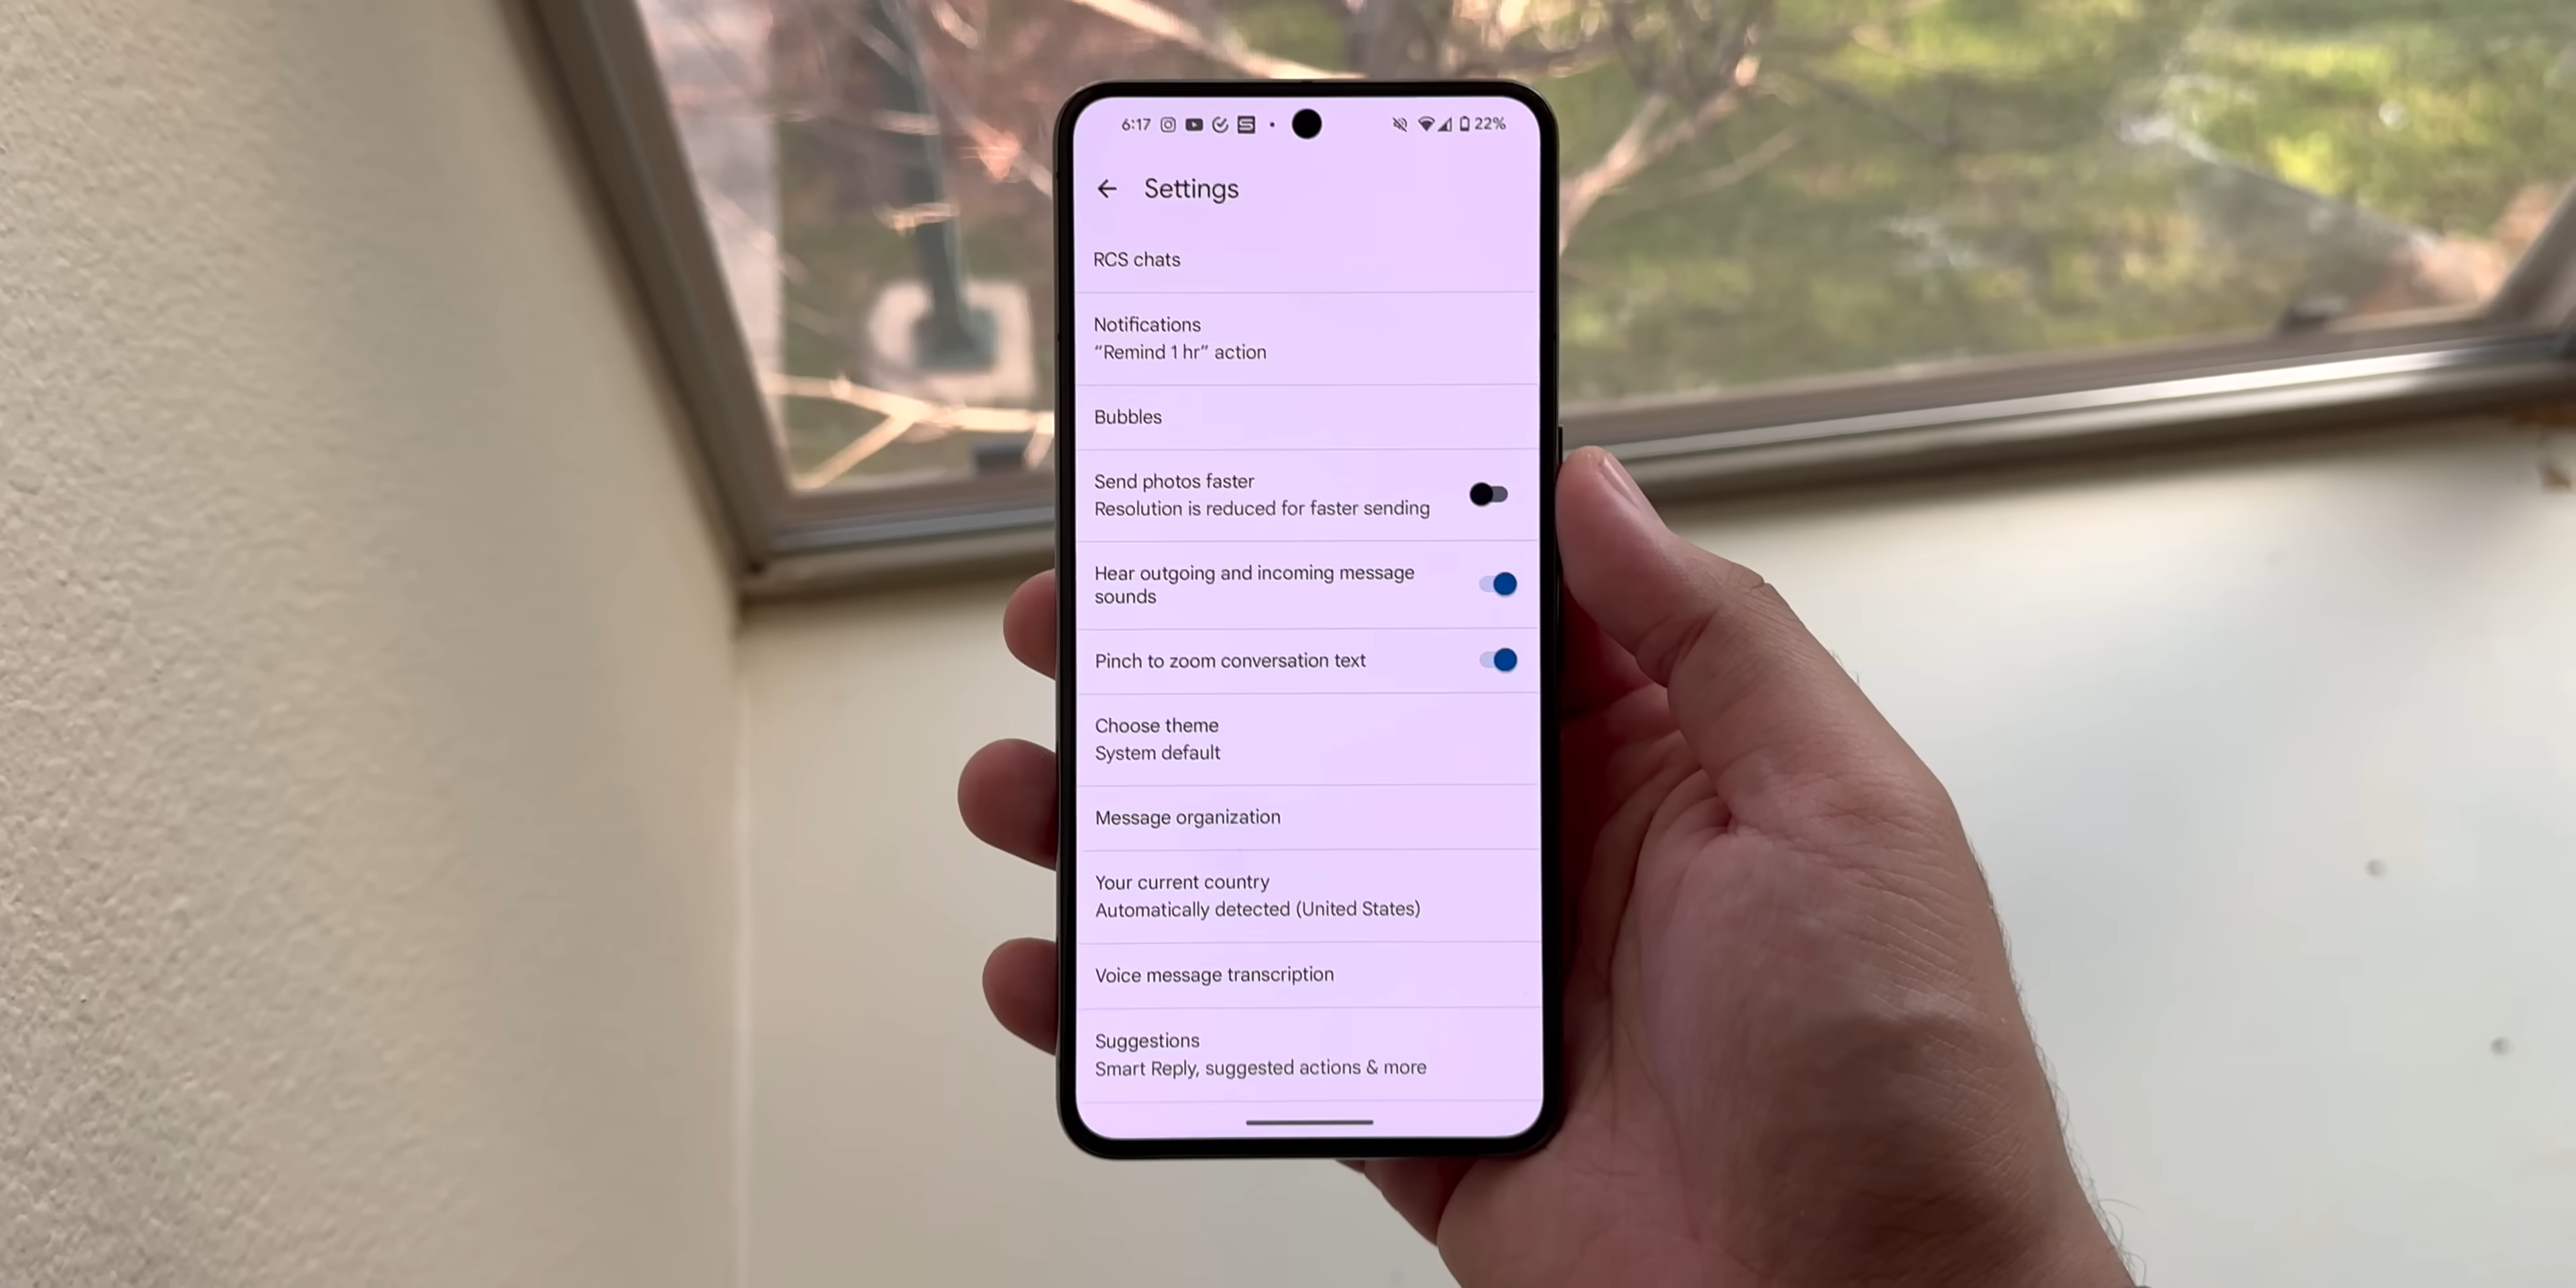 6:17
22%
Settings
RCS chats
Notifications
“Remind 1 hr” action
Bubbles
Send photos faster
Resolution is reduced for faster sending
Hear outgoing and incoming message
sounds
Pinch to zoom conversation text
Choose theme
System default
Message organization
Your current country
Automatically detected (United States)
Voice message transcription
Suggestions
Smart Reply, suggested actions & more